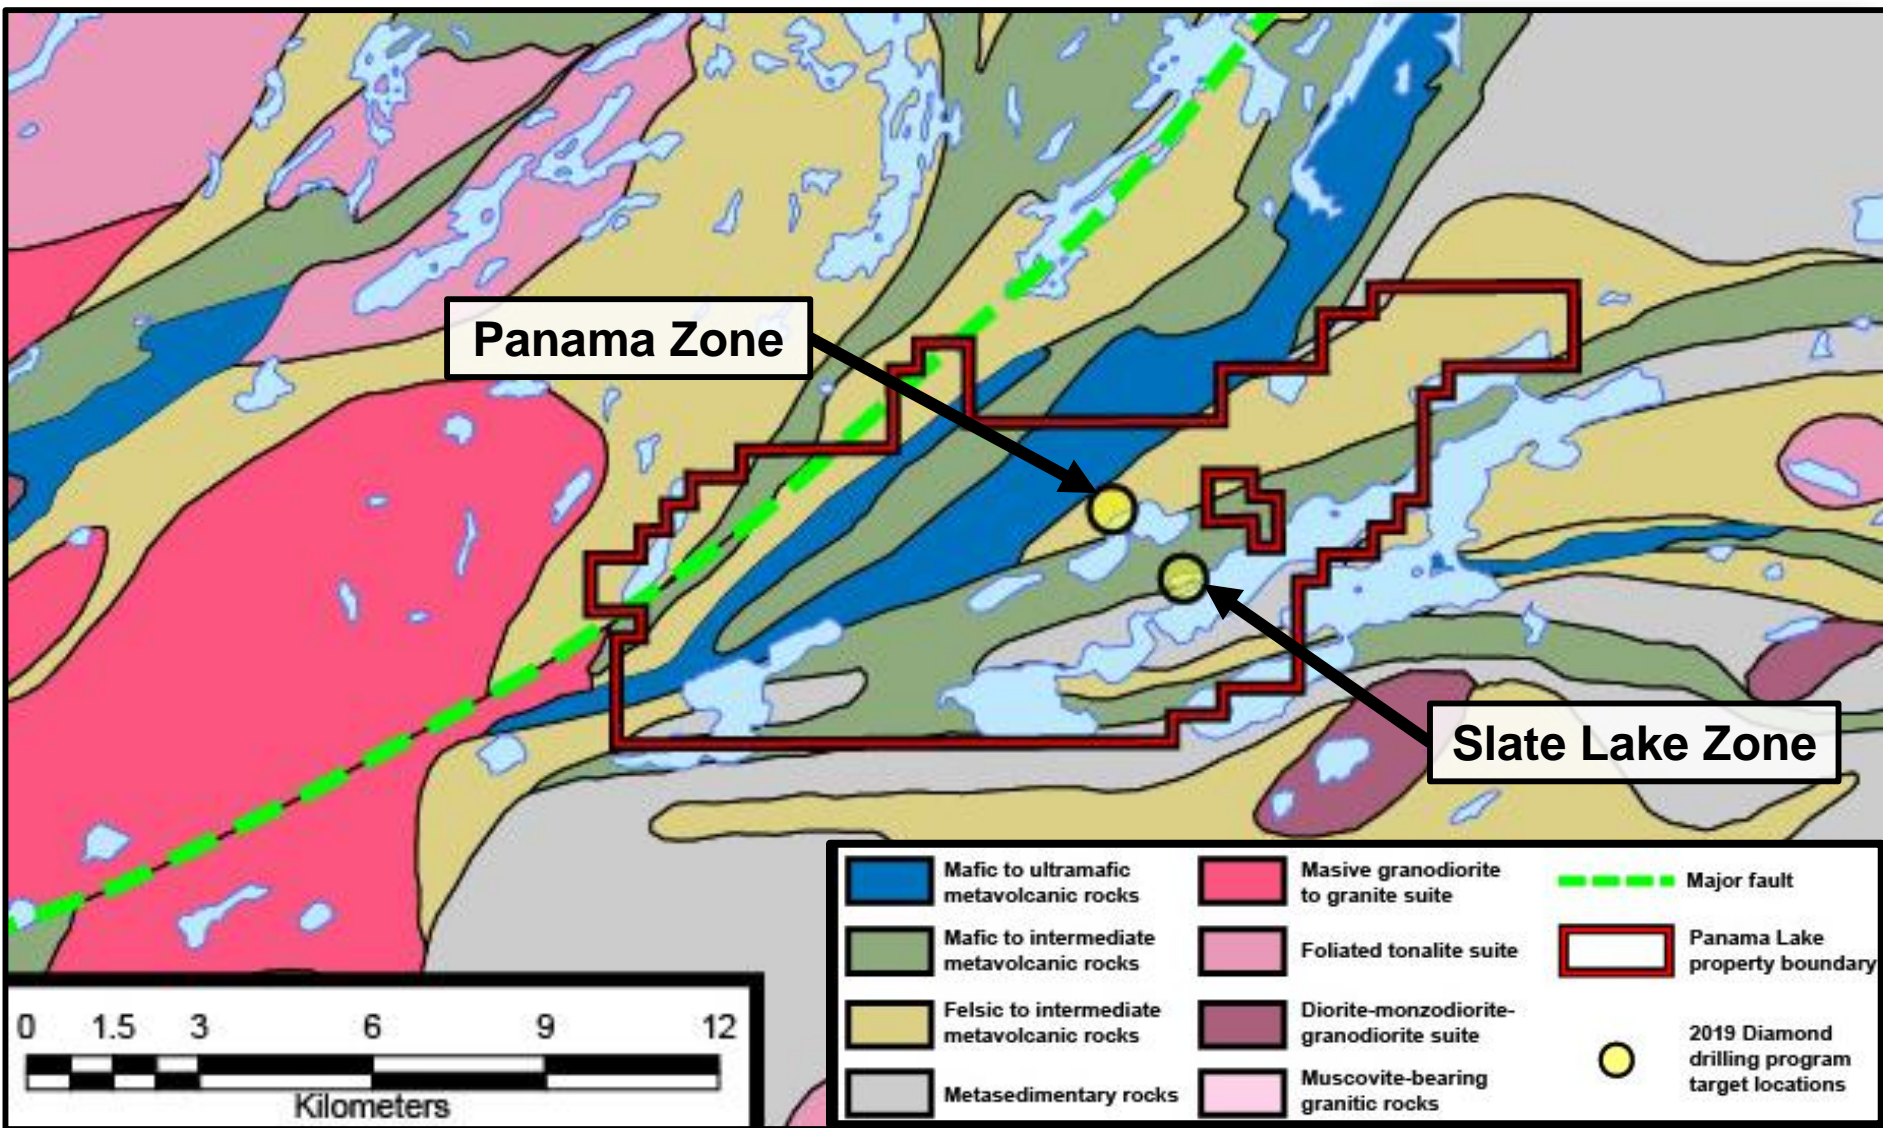 Panama Zone
Slate Lake Zone
Mafic to ultramafic
metavolcanic rocks
Mafic to intermediate
metavolcanic rocks
Felsic to intermediate
metavolcanic rocks
Metasedimentary rocks
Masive granodiorite
to granite suite
Foliated tonalite suite
Diorite-monzodiorite-
granodiorite suite
Muscovite-bearing
granitic rocks
Major fault
Panama Lake
property boundary
2019 Diamond
drilling program
target locations
0 1.5 3 6 9 12
Kilometers